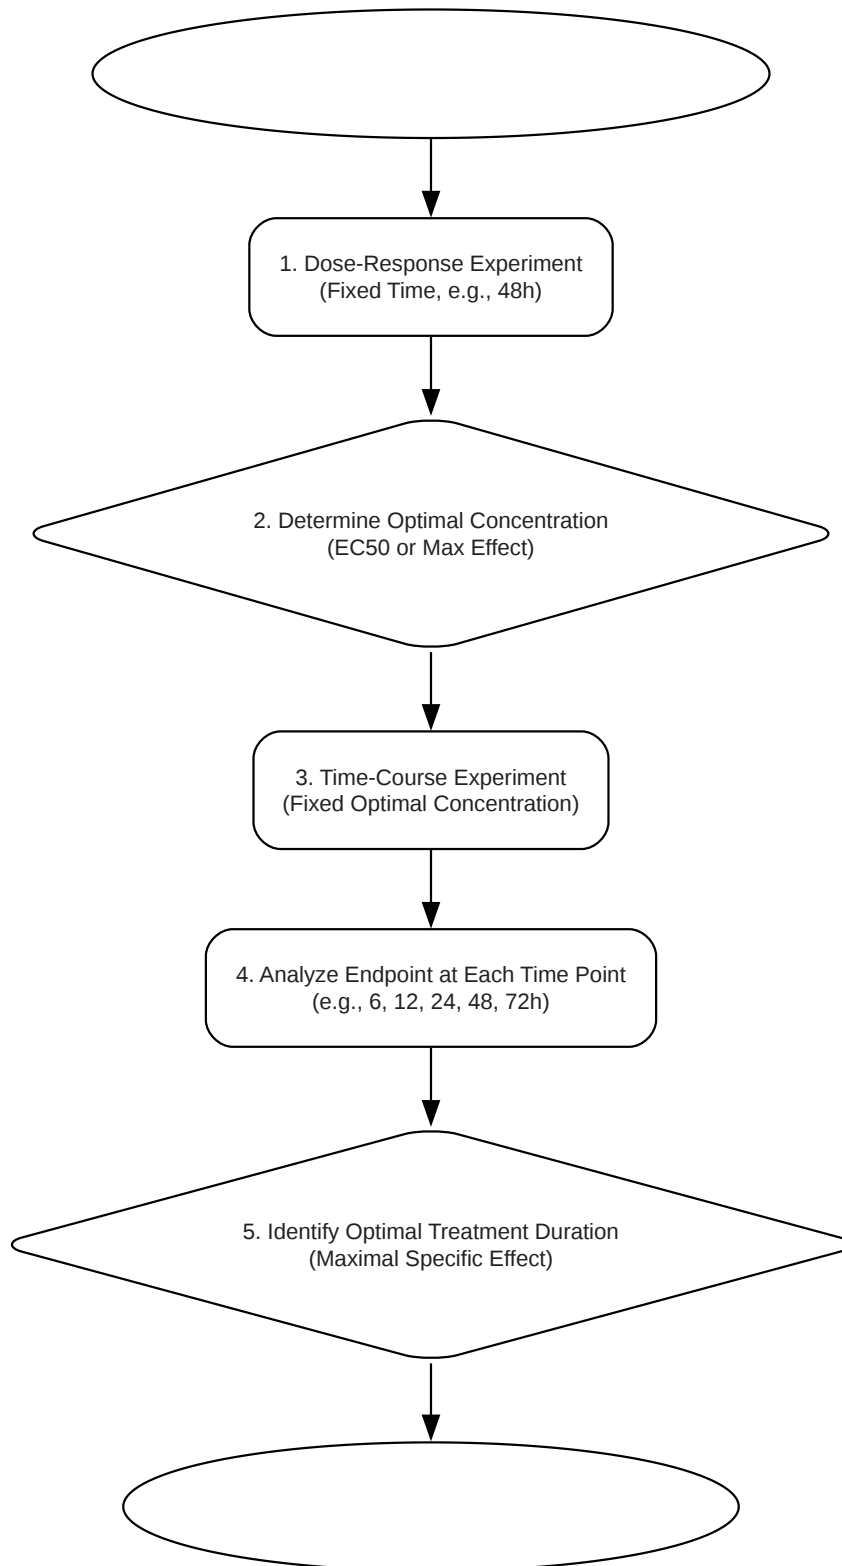 1. Dose-Response Experiment
(Fixed Time, e.g., 48h)
2. Determine Optimal Concentration
(EC50 or Max Effect)
3. Time-Course Experiment
(Fixed Optimal Concentration)
4. Analyze Endpoint at Each Time Point
(e.g., 6, 12, 24, 48, 72h)
5. Identify Optimal Treatment Duration
(Maximal Specific Effect)